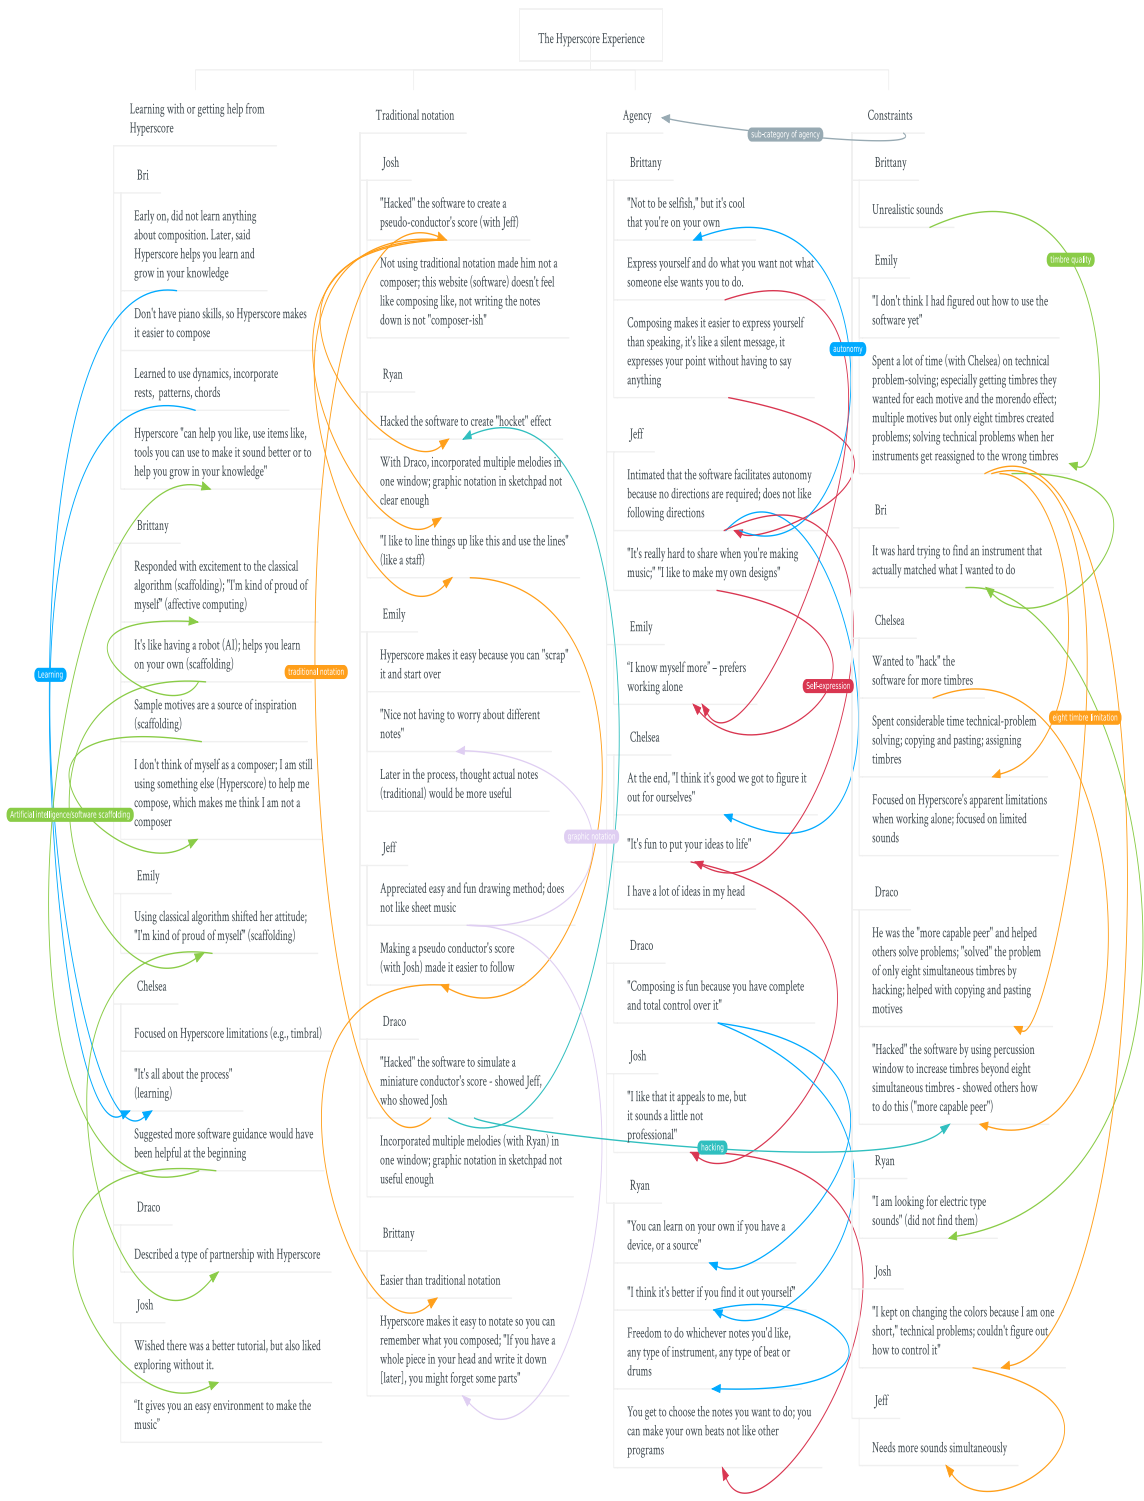 The Hyperscore Experience
Learning with or getting help from
Hyperscore
Bri
Early on, did not learn anything
about composition. Later, said
Hyperscore helps you learn and
grow in your knowledge
Don't have piano skills, so Hyperscore makes
it easier to compose
Learned to use dynamics, incorporate
rests, patterns, chords
Hyperscore "can help you like, use items like,
tools you can use to make it sound better or to
help you grow in your knowledge"
Brittany
Responded with excitement to the classical
algorithm (scaffolding); "I'm kind of proud of
myself" (affective computing)
It's like having a robot (AI); helps you learn
on your own (scaffolding)
Sample motives are a source of inspiration
(scaffolding)
I don't think of myself as a composer; I am still
using something else (Hyperscore) to help me
compose, which makes me think I am not a
composer
Emily
Using classical algorithm shifted her attitude;
"I'm kind of proud of myself" (scaffolding)
Chelsea
Focused on Hyperscore limitations (e.g., timbral)
"It's all about the process"
(learning)
Suggested more software guidance would have
been helpful at the beginning
Draco
Described a type of partnership with Hyperscore
Josh
Wished there was a better tutorial, but also liked
exploring without it.
“It gives you an easy environment to make the
music”
Learning
Artificial intelligence/software scaffolding
Traditional notation
Josh
"Hacked" the software to create a
pseudo-conductor's score (with Jeff)
Not using traditional notation made him not a
composer; this website (software) doesn't feel
like composing like, not writing the notes
down is not "composer-ish"
Ryan
Hacked the software to create "hocket" effect
With Draco, incorporated multiple melodies in
one window; graphic notation in sketchpad not
clear enough
"I like to line things up like this and use the lines"
(like a staff)
Emily
Hyperscore makes it easy because you can "scrap"
it and start over
"Nice not having to worry about different
notes"
Later in the process, thought actual notes
(traditional) would be more useful
Jeff
Appreciated easy and fun drawing method; does
not like sheet music
Making a pseudo conductor's score
(with Josh) made it easier to follow
Draco
"Hacked" the software to simulate a
miniature conductor's score - showed Jeff,
who showed Josh
Incorporated multiple melodies (with Ryan) in
one window; graphic notation in sketchpad not
useful enough
Brittany
Easier than traditional notation
Hyperscore makes it easy to notate so you can
remember what you composed; "If you have a
whole piece in your head and write it down
[later], you might forget some parts"
traditional notation
graphic notation
Agency
Brittany
"Not to be selfish," but it's cool
that you're on your own
Express yourself and do what you want not what
someone else wants you to do.
Composing makes it easier to express yourself
than speaking, it's like a silent message, it
expresses your point without having to say
anything
Jeff
Intimated that the software facilitates autonomy
because no directions are required; does not like
following directions
"It's really hard to share when you're making
music;" "I like to make my own designs"
Emily
“I know myself more” – prefers
working alone
Chelsea
At the end, "I think it's good we got to figure it
out for ourselves"
"It's fun to put your ideas to life"
I have a lot of ideas in my head
Draco
"Composing is fun because you have complete
and total control over it"
Josh
"I like that it appeals to me, but
it sounds a little not
professional"
Ryan
"You can learn on your own if you have a
device, or a source"
"I think it's better if you find it out yourself"
Freedom to do whichever notes you'd like,
any type of instrument, any type of beat or
drums
You get to choose the notes you want to do; you
can make your own beats not like other
programs
sub-category of agency
autonomy
Self-expression
hacking
Constraints
Brittany
Unrealistic sounds
Emily
"I don't think I had figured out how to use the
software yet"
Spent a lot of time (with Chelsea) on technical
problem-solving; especially getting timbres they
wanted for each motive and the morendo effect;
multiple motives but only eight timbres created
problems; solving technical problems when her
instruments get reassigned to the wrong timbres
Bri
It was hard trying to find an instrument that
actually matched what I wanted to do
Chelsea
Wanted to "hack" the
software for more timbres
Spent considerable time technical-problem
solving; copying and pasting; assigning
timbres
Focused on Hyperscore's apparent limitations
when working alone; focused on limited
sounds
Draco
He was the "more capable peer" and helped
others solve problems; "solved" the problem
of only eight simultaneous timbres by
hacking; helped with copying and pasting
motives
"Hacked" the software by using percussion
window to increase timbres beyond eight
simultaneous timbres - showed others how
to do this ("more capable peer")
Ryan
"I am looking for electric type
sounds" (did not find them)
Josh
"I kept on changing the colors because I am one
short," technical problems; couldn't figure out
how to control it"
Jeff
Needs more sounds simultaneously
timbre quality
eight timbre limitation